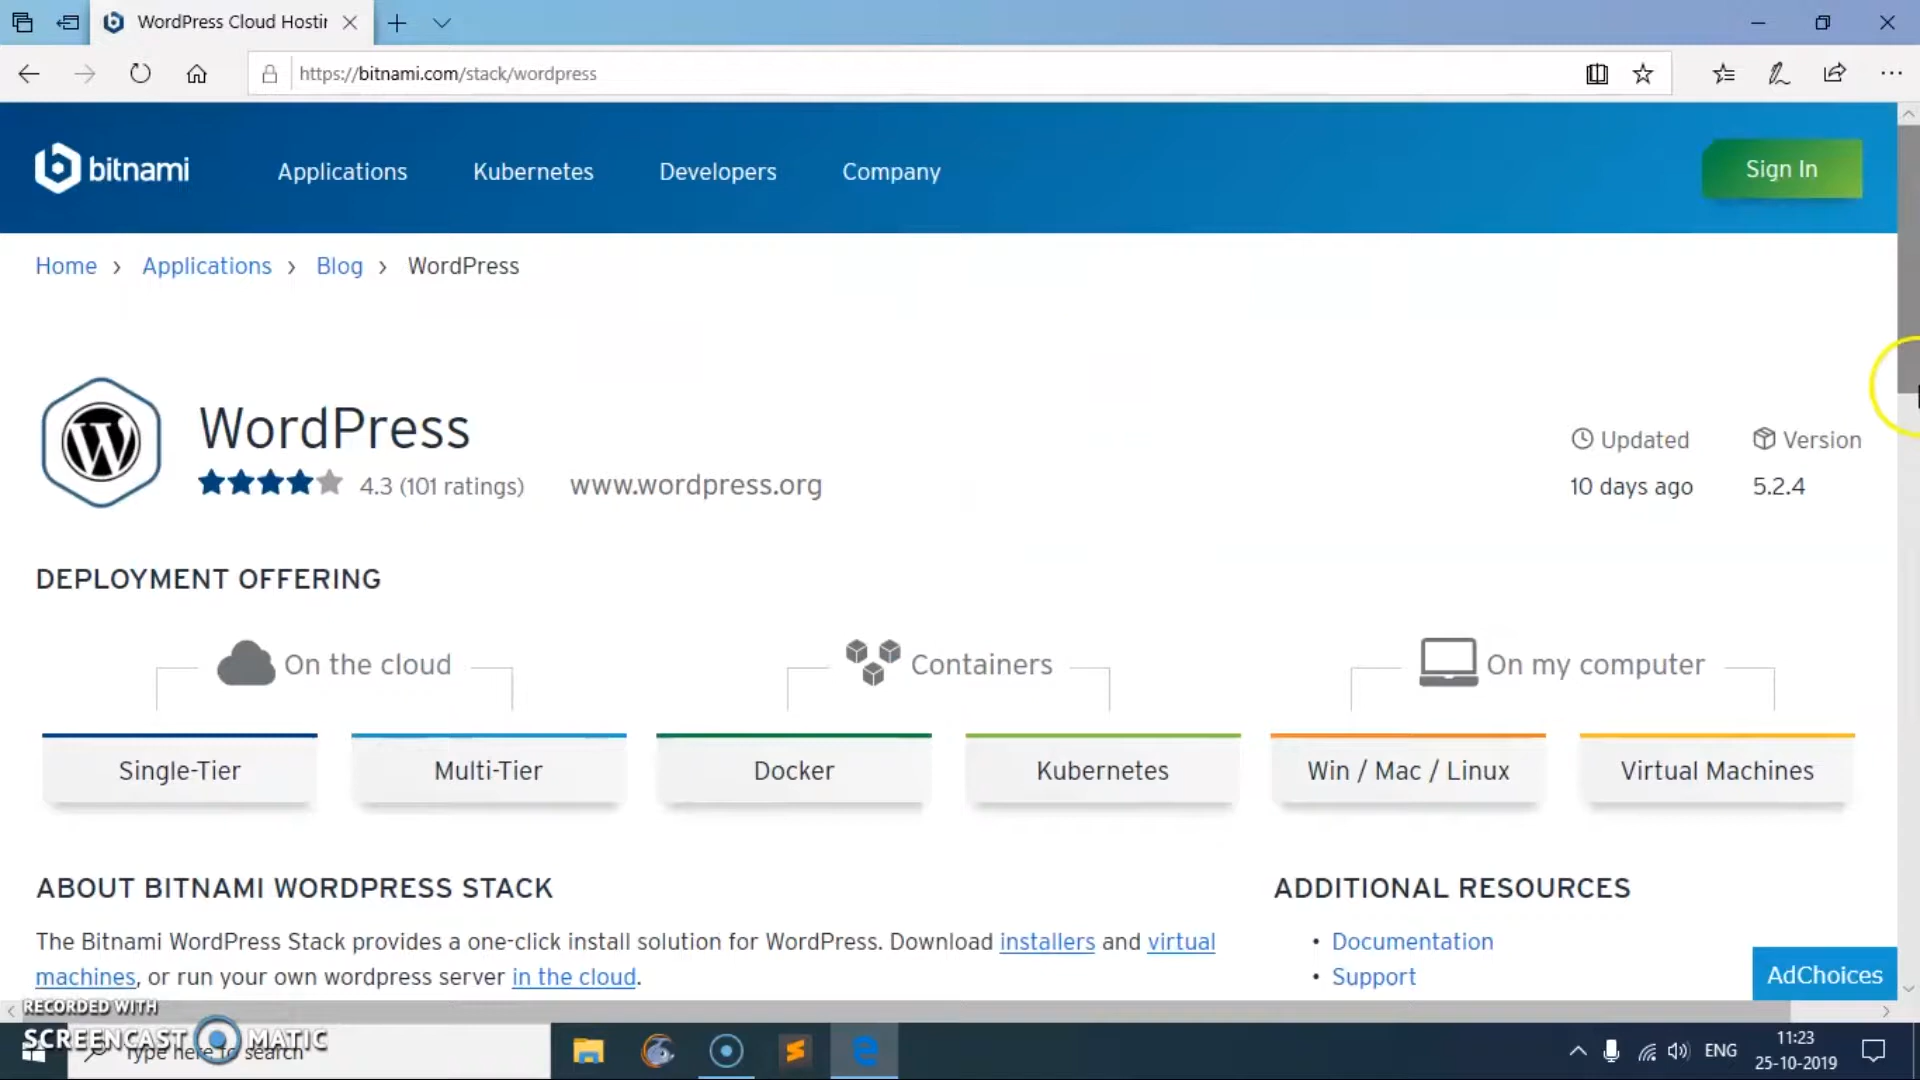 WordPress Cloud Hostin
https://bitnami.com/stack/wordpress
bitnami
Applications
Kubernetes
Developers
Company
Sign In
Home › Applications › Blog › WordPress
WordPress
4.3 (101 ratings)
www.wordpress.org
Updated
10 days ago
Version
5.2.4
DEPLOYMENT OFFERING
On the cloud
Containers
On my computer
Single-Tier
Multi-Tier
Docker
Kubernetes
Win / Mac / Linux
Virtual Machines
ABOUT BITNAMI WORDPRESS STACK
The Bitnami WordPress Stack provides a one-click install solution for WordPress. Download installers and virtual
machines, or run your own wordpress server in the cloud.
ADDITIONAL RESOURCES
• Documentation
• Support
AdChoices
RECORDED WITH
SCREENCAST MATIC
Type here to search
ENG
11:23
25-10-2019